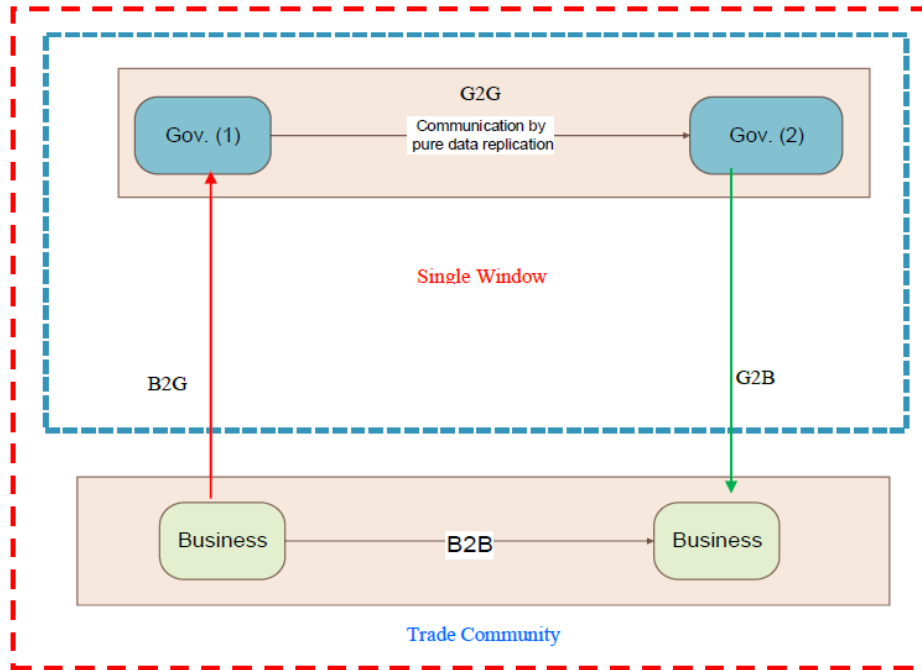 G2G
Gov. (1)
Communication by
pure data replication
Gov. (2)
Single Window
B2G
G2B
Business
B2B
Business
Trade Community